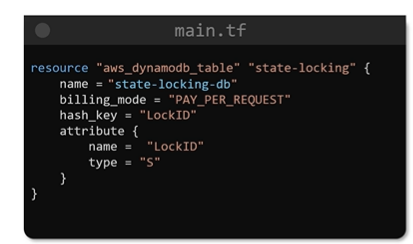 main.tf
resource "aws_dynamodb_table" "state-locking" {
    name = "state-locking-db"
    billing_mode = "PAY_PER_REQUEST"
    hash_key = "LockID"
    attribute {
        name =  "LockID"
        type = "S"
    }
}